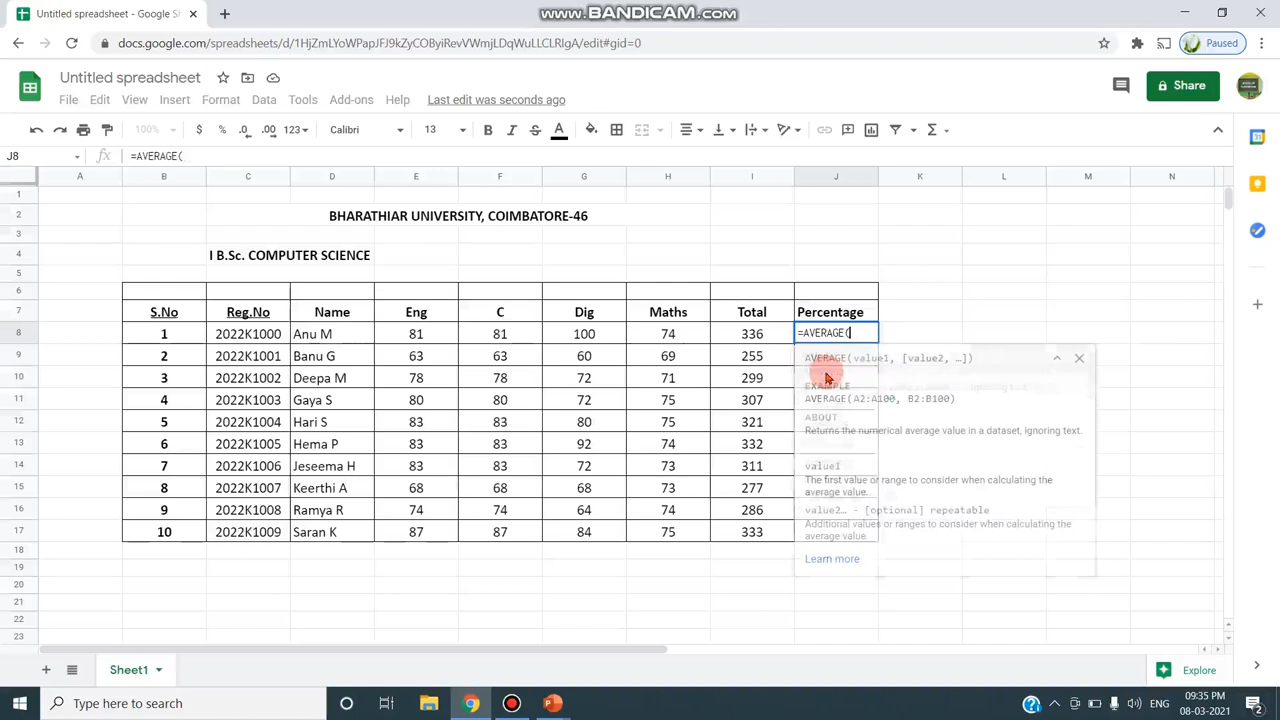 Untitled spreadsheet - Google Sh
www.BANDICAM.com
docs.google.com/spreadsheets/d/1HjZmLYoWPapJFJ9kZyCOByiRevVWmjLDqWuLLCLRlgA/edit#gid=0
Paused
Untitled spreadsheet
File Edit View Insert Format Data Tools Add-ons Help Last edit was seconds ago
Share
100% $ % .0 .00 123 Calibri 13 B I S A Σ
J8 fx =AVERAGE(
A B C D E F G H I J K L M N
1
2 BHARATHIAR UNIVERSITY, COIMBATORE-46
3
4 I B.Sc. COMPUTER SCIENCE
5
6
7 S.No Reg.No Name Eng C Dig Maths Total Percentage
8 1 2022K1000 Anu M 81 81 100 74 336 =AVERAGE(
9 2 2022K1001 Banu G 63 63 60 69 255
10 3 2022K1002 Deepa M 78 78 72 71 299
11 4 2022K1003 Gaya S 80 80 72 75 307
12 5 2022K1004 Hari S 83 83 80 75 321
13 6 2022K1005 Hema P 83 83 92 74 332
14 7 2022K1006 Jeseema H 83 83 72 73 311
15 8 2022K1007 Keerthi A 68 68 68 73 277
16 9 2022K1008 Ramya R 74 74 64 74 286
17 10 2022K1009 Saran K 87 87 84 75 333
18
19
20
21
22
23
AVERAGE(value1, [value2, …])
EXAMPLE
AVERAGE(A2:A100, B2:B100)
ABOUT
Returns the numerical average value in a dataset, ignoring text.
value1
The first value or range to consider when calculating the
average value.
value2… - [optional] repeatable
Additional values or ranges to consider when calculating the
average value.
Learn more
Sheet1
Explore
Type here to search
ENG
09:35 PM
08-03-2021
2